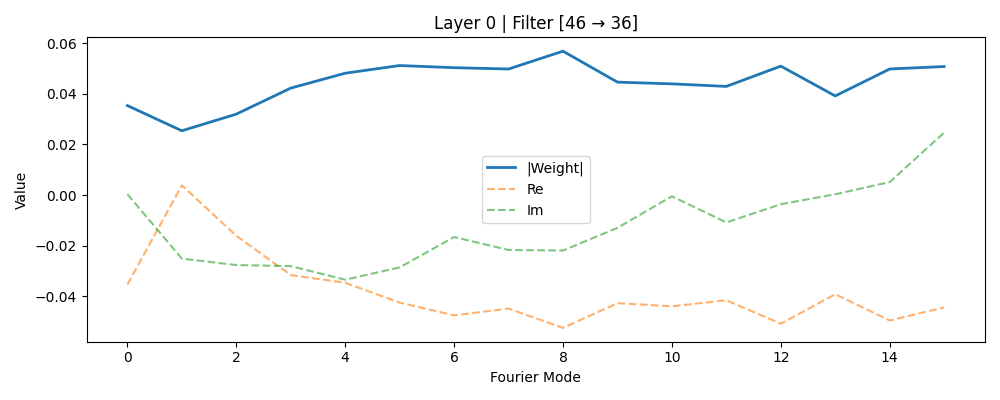 Layer 0 | Filter [46 → 36]
0.06
0.04
0.02
0.00
−0.02
−0.04
Value
|Weight|
Re
Im
0 2 4 6 8 10 12 14
Fourier Mode